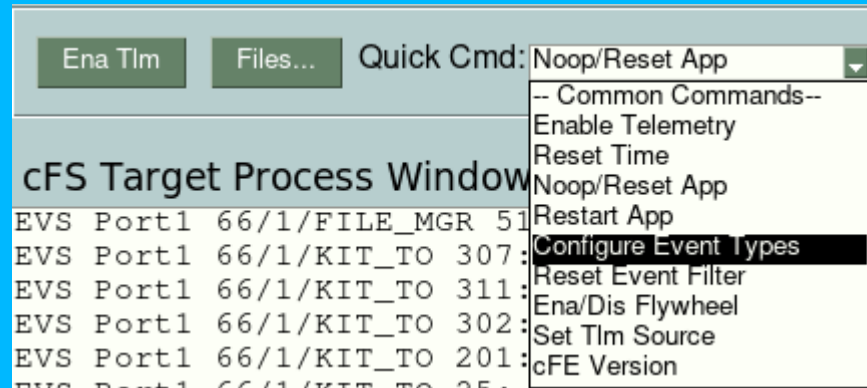 Ena Tlm Files... Quick Cmd: Noop/Reset App
-- Common Commands--
Enable Telemetry
Reset Time
Noop/Reset App
Restart App
Configure Event Types
Reset Event Filter
Ena/Dis Flywheel
Set Tlm Source
cFE Version
cFS Target Process Window
EVS Port1 66/1/FILE_MGR 51
EVS Port1 66/1/KIT_TO 307:
EVS Port1 66/1/KIT_TO 311:
EVS Port1 66/1/KIT_TO 302:
EVS Port1 66/1/KIT_TO 201: